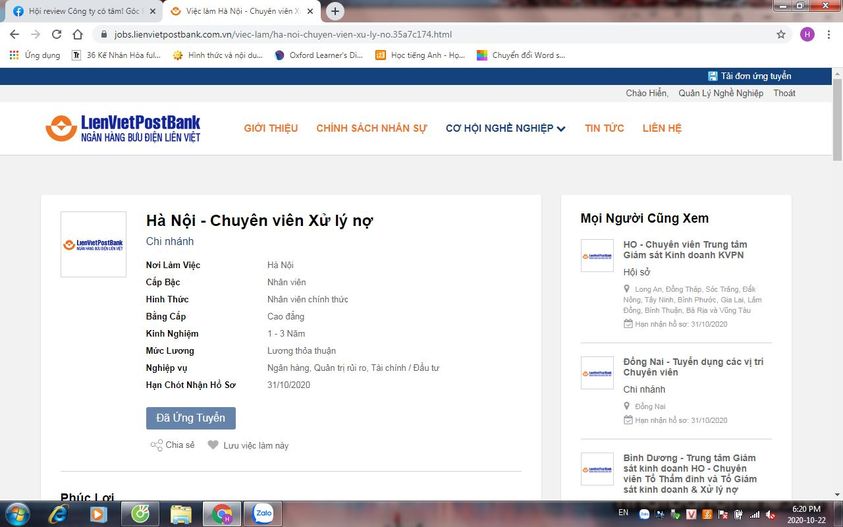 Hội review Công ty có tâm! Góc
Việc làm Hà Nội - Chuyên viên X
jobs.lienvietpostbank.com.vn/viec-lam/ha-noi-chuyen-vien-xu-ly-no.35a7c174.html
H
Ứng dụng
36 Kế Nhân Hòa ful...
Hình thức và nội du...
Oxford Learner's Di...
Học tiếng Anh - Họ...
Chuyển đổi Word s...
Tải đơn ứng tuyển
Chào Hiển, Quản Lý Nghề Nghiệp Thoát
LIENVIETPOSTBANK
NGÂN HÀNG BƯU ĐIỆN LIÊN VIỆT
GIỚI THIỆU CHÍNH SÁCH NHÂN SỰ CƠ HỘI NGHỀ NGHIỆP TIN TỨC LIÊN HỆ
LIENVIETPOSTBANK
NGÂN HÀNG BƯU ĐIỆN LIÊN VIỆT
Hà Nội - Chuyên viên Xử lý nợ
Chi nhánh
Nơi Làm Việc Hà Nội
Cấp Bậc Nhân viên
Hình Thức Nhân viên chính thức
Bằng Cấp Cao đẳng
Kinh Nghiệm 1 - 3 Năm
Mức Lương Lương thỏa thuận
Nghiệp vụ Ngân hàng, Quản trị rủi ro, Tài chính / Đầu tư
Hạn Chót Nhận Hồ Sơ 31/10/2020
Đã Ứng Tuyển
Chia sẻ Lưu việc làm này
Phúc Lợi
Mọi Người Cũng Xem
HO - Chuyên viên Trung tâm
Giám sát Kinh doanh KVPN
Hội sở
Long An, Đồng Tháp, Sóc Trăng, Đắk
Nông, Tây Ninh, Bình Phước, Gia Lai, Lâm
Đồng, Bình Thuận, Bà Rịa và Vũng Tàu
Hạn nhận hồ sơ: 31/10/2020
Đồng Nai - Tuyển dụng các vị trí
Chuyên viên
Chi nhánh
Đồng Nai
Hạn nhận hồ sơ: 31/10/2020
Bình Dương - Trung tâm Giám
sát kinh doanh HO - Chuyên
viên Tổ Thẩm định và Tổ Giám
sát kinh doanh & Xử lý nợ
Zalo
EN
6:20 PM
2020-10-22